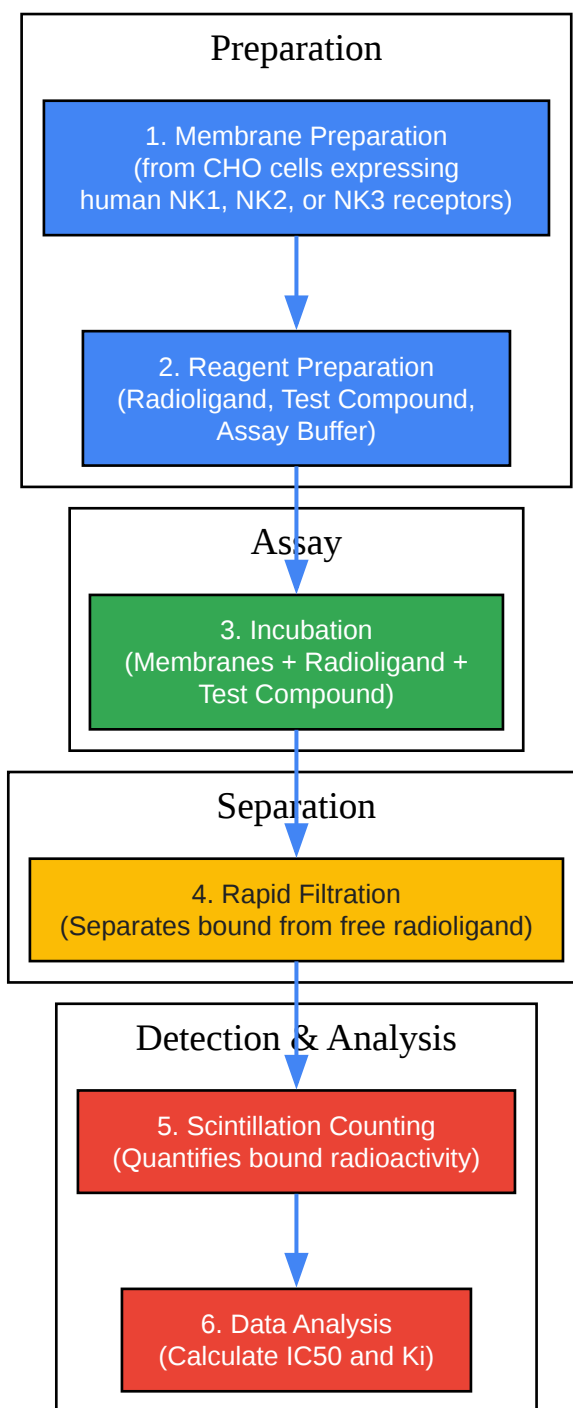 Preparation
1. Membrane Preparation
(from CHO cells expressing
human NK1, NK2, or NK3 receptors)
2. Reagent Preparation
(Radioligand, Test Compound,
Assay Buffer)
Assay
3. Incubation
(Membranes + Radioligand +
Test Compound)
Separation
4. Rapid Filtration
(Separates bound from free radioligand)
Detection & Analysis
5. Scintillation Counting
(Quantifies bound radioactivity)
6. Data Analysis
(Calculate IC50 and Ki)